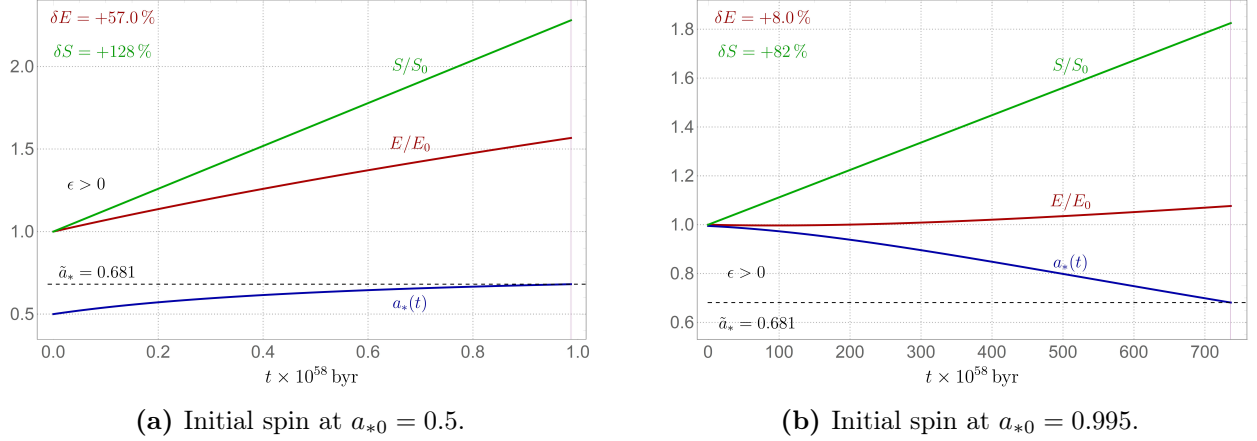 δE = +57.0 %
δS = +128 %
S/S₀
E/E₀
ϵ > 0
ã* = 0.681
a*(t)
2.0
1.5
1.0
0.5
0.0 0.2 0.4 0.6 0.8 1.0
t × 10⁵⁸ byr
(a) Initial spin at a*0 = 0.5.
δE = +8.0 %
δS = +82 %
S/S₀
E/E₀
a*(t)
ϵ > 0
ã* = 0.681
1.8
1.6
1.4
1.2
1.0
0.8
0.6
0 100 200 300 400 500 600 700
t × 10⁵⁸ byr
(b) Initial spin at a*0 = 0.995.